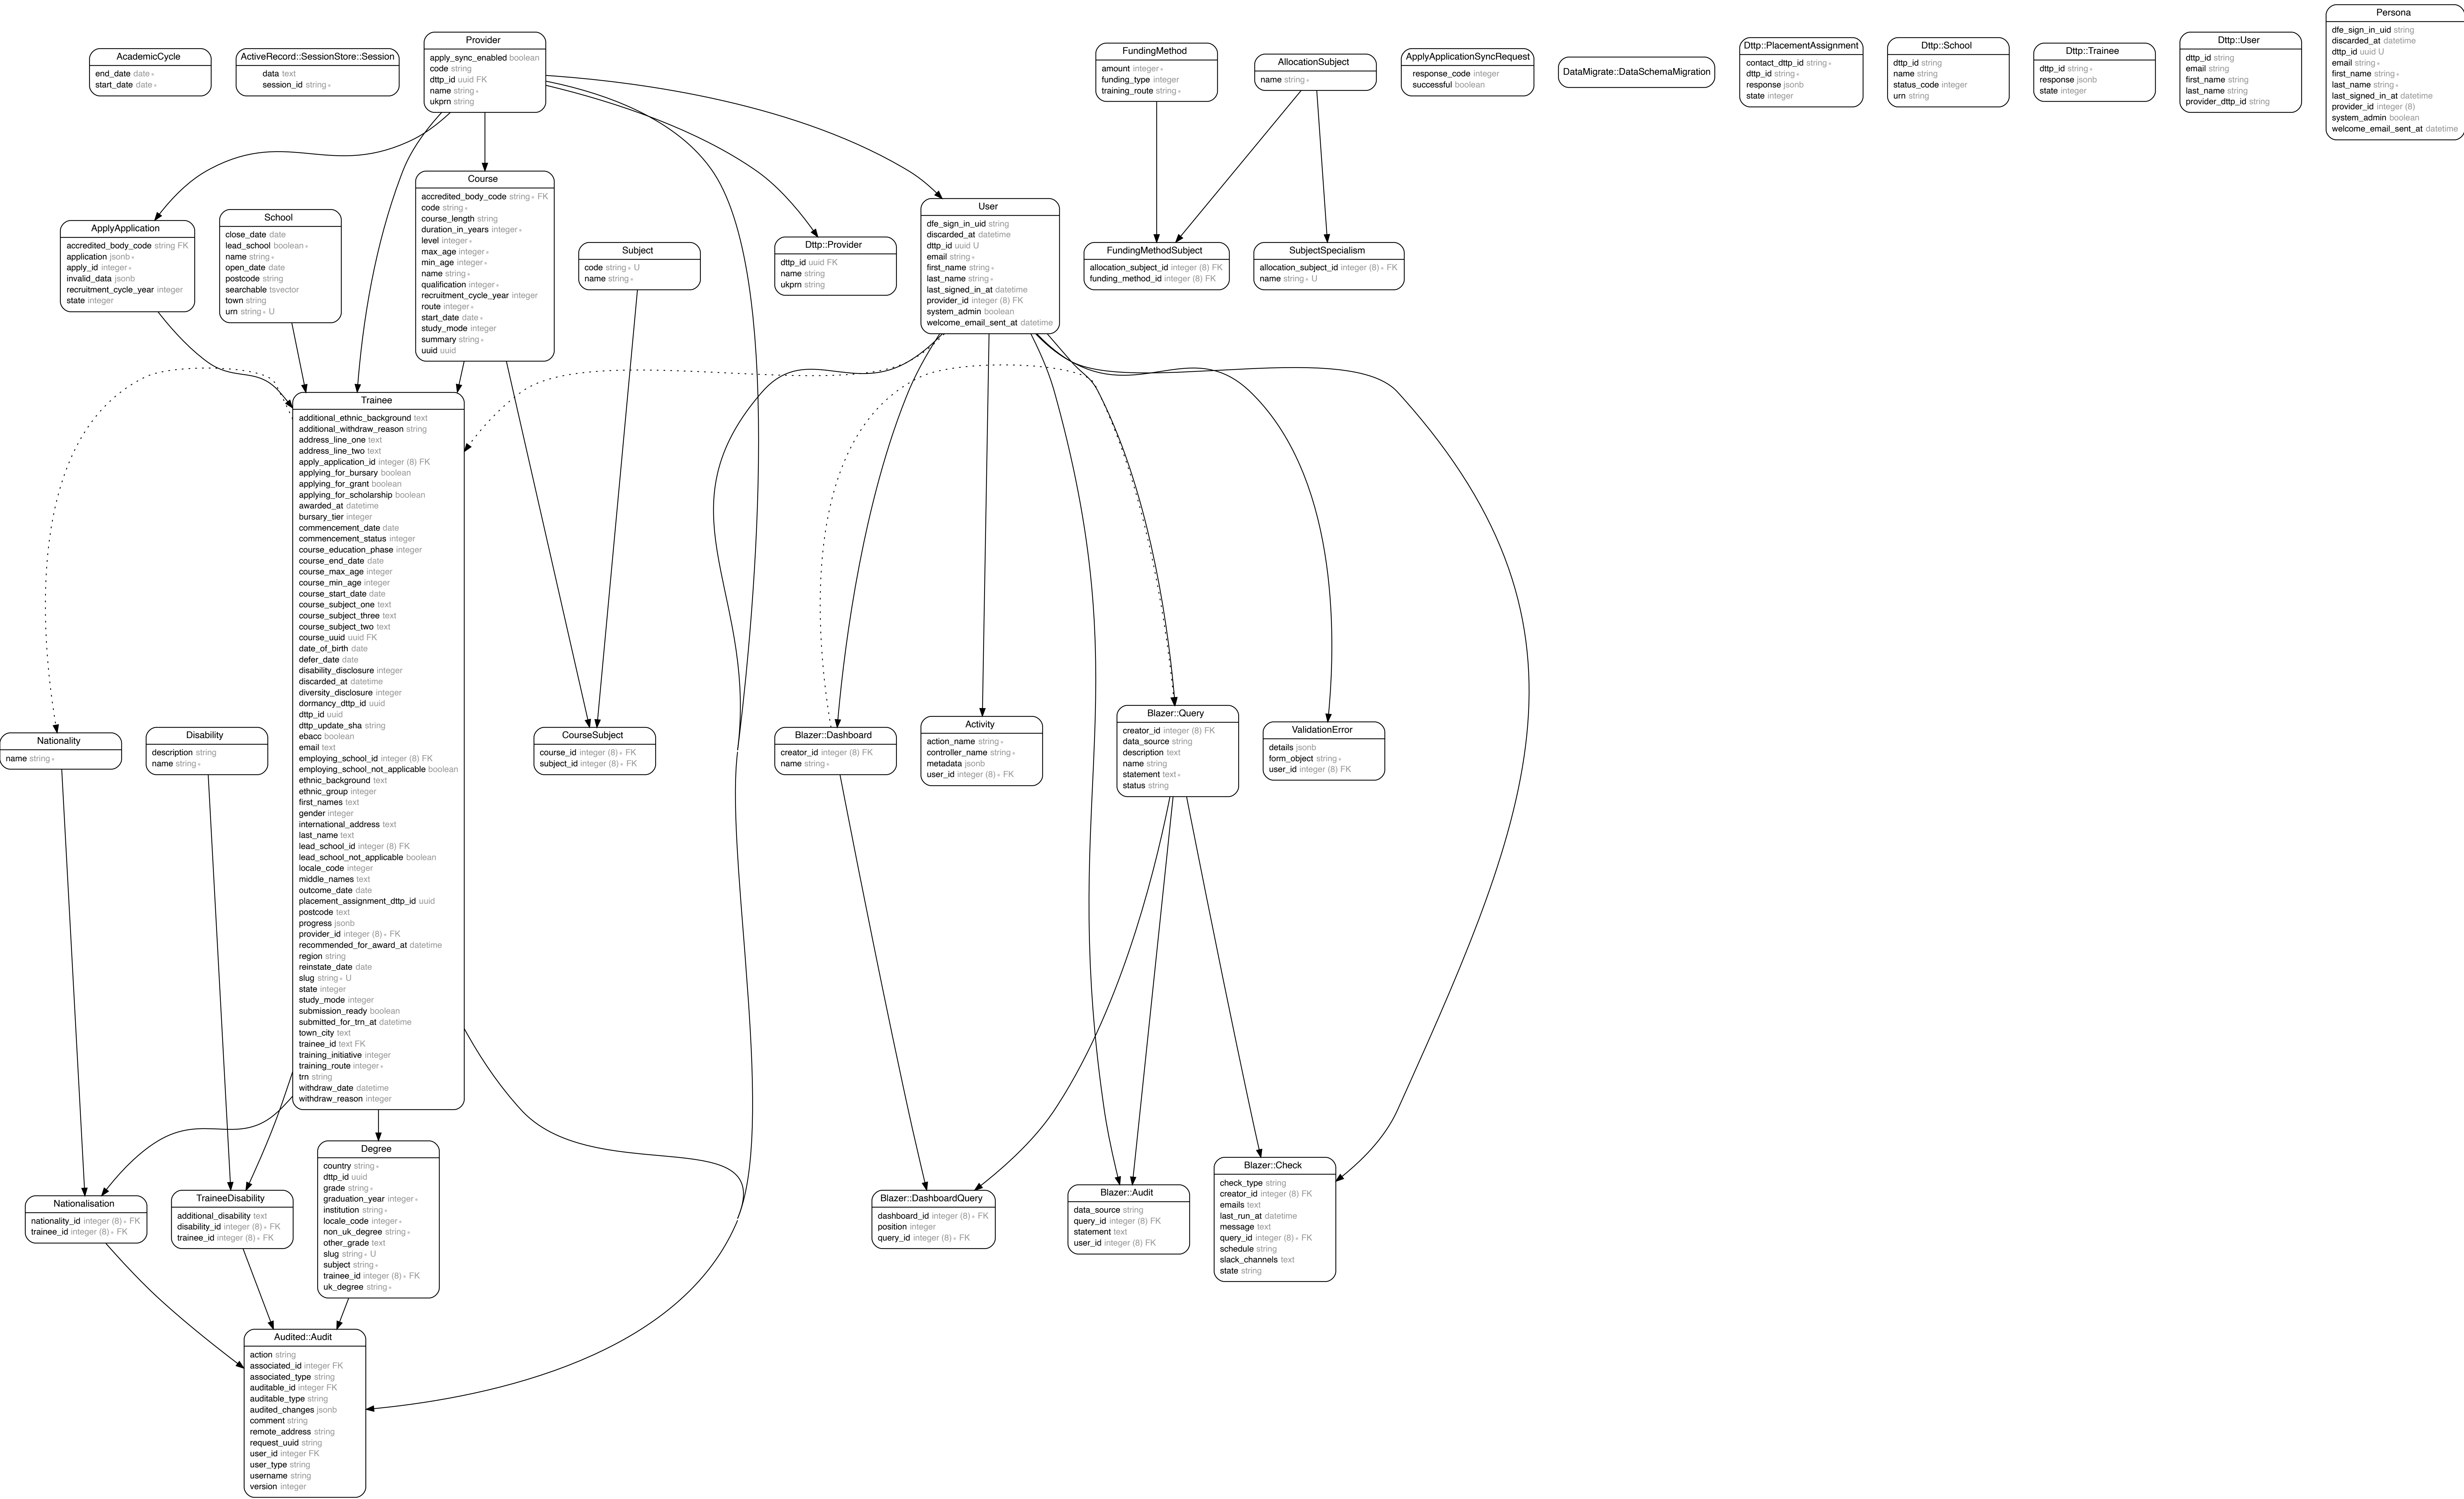 AcademicCycle
end_date date ∗
start_date date ∗
ActiveRecord::SessionStore::Session
data text
session_id string ∗
Provider
apply_sync_enabled boolean
code string
dttp_id uuid FK
name string ∗
ukprn string
FundingMethod
amount integer ∗
funding_type integer
training_route string ∗
AllocationSubject
name string ∗
ApplyApplicationSyncRequest
response_code integer
successful boolean
DataMigrate::DataSchemaMigration
Dttp::PlacementAssignment
contact_dttp_id string ∗
dttp_id string ∗
response jsonb
state integer
Dttp::School
dttp_id string
name string
status_code integer
urn string
Dttp::Trainee
dttp_id string ∗
response jsonb
state integer
Dttp::User
dttp_id string
email string
first_name string
last_name string
provider_dttp_id string
Persona
dfe_sign_in_uid string
discarded_at datetime
dttp_id uuid U
email string ∗
first_name string ∗
last_name string ∗
last_signed_in_at datetime
provider_id integer (8)
system_admin boolean
welcome_email_sent_at datetime
ApplyApplication
accredited_body_code string FK
application jsonb ∗
apply_id integer ∗
invalid_data jsonb
recruitment_cycle_year integer
state integer
School
close_date date
lead_school boolean ∗
name string ∗
open_date date
postcode string
searchable tsvector
town string
urn string ∗ U
Course
accredited_body_code string ∗ FK
code string ∗
course_length string
duration_in_years integer ∗
level integer ∗
max_age integer ∗
min_age integer ∗
name string ∗
qualification integer ∗
recruitment_cycle_year integer
route integer ∗
start_date date ∗
study_mode integer
summary string ∗
uuid uuid
Subject
code string ∗ U
name string ∗
Dttp::Provider
dttp_id uuid FK
name string
ukprn string
User
dfe_sign_in_uid string
discarded_at datetime
dttp_id uuid U
email string ∗
first_name string ∗
last_name string ∗
last_signed_in_at datetime
provider_id integer (8) FK
system_admin boolean
welcome_email_sent_at datetime
FundingMethodSubject
allocation_subject_id integer (8) FK
funding_method_id integer (8) FK
SubjectSpecialism
allocation_subject_id integer (8) ∗ FK
name string ∗ U
Trainee
additional_ethnic_background text
additional_withdraw_reason string
address_line_one text
address_line_two text
apply_application_id integer (8) FK
applying_for_bursary boolean
applying_for_grant boolean
applying_for_scholarship boolean
awarded_at datetime
bursary_tier integer
commencement_date date
commencement_status integer
course_education_phase integer
course_end_date date
course_max_age integer
course_min_age integer
course_start_date date
course_subject_one text
course_subject_three text
course_subject_two text
course_uuid uuid FK
date_of_birth date
defer_date date
disability_disclosure integer
discarded_at datetime
diversity_disclosure integer
dormancy_dttp_id uuid
dttp_id uuid
dttp_update_sha string
ebacc boolean
email text
employing_school_id integer (8) FK
employing_school_not_applicable boolean
ethnic_background text
ethnic_group integer
first_names text
gender integer
international_address text
last_name text
lead_school_id integer (8) FK
lead_school_not_applicable boolean
locale_code integer
middle_names text
outcome_date date
placement_assignment_dttp_id uuid
postcode text
progress jsonb
provider_id integer (8) ∗ FK
recommended_for_award_at datetime
region string
reinstate_date date
slug string ∗ U
state integer
study_mode integer
submission_ready boolean
submitted_for_trn_at datetime
town_city text
trainee_id text FK
training_initiative integer
training_route integer ∗
trn string
withdraw_date datetime
withdraw_reason integer
Nationality
name string ∗
Disability
description string
name string ∗
CourseSubject
course_id integer (8) ∗ FK
subject_id integer (8) ∗ FK
Blazer::Dashboard
creator_id integer (8) FK
name string ∗
Activity
action_name string ∗
controller_name string ∗
metadata jsonb
user_id integer (8) ∗ FK
Blazer::Query
creator_id integer (8) FK
data_source string
description text
name string
statement text ∗
status string
ValidationError
details jsonb
form_object string ∗
user_id integer (8) FK
Nationalisation
nationality_id integer (8) ∗ FK
trainee_id integer (8) ∗ FK
TraineeDisability
additional_disability text
disability_id integer (8) ∗ FK
trainee_id integer (8) ∗ FK
Degree
country string ∗
dttp_id uuid
grade string ∗
graduation_year integer ∗
institution string ∗
locale_code integer ∗
non_uk_degree string ∗
other_grade text
slug string ∗ U
subject string ∗
trainee_id integer (8) ∗ FK
uk_degree string ∗
Blazer::DashboardQuery
dashboard_id integer (8) ∗ FK
position integer
query_id integer (8) ∗ FK
Blazer::Audit
data_source string
query_id integer (8) FK
statement text
user_id integer (8) FK
Blazer::Check
check_type string
creator_id integer (8) FK
emails text
last_run_at datetime
message text
query_id integer (8) ∗ FK
schedule string
slack_channels text
state string
Audited::Audit
action string
associated_id integer FK
associated_type string
auditable_id integer FK
auditable_type string
audited_changes jsonb
comment string
remote_address string
request_uuid string
user_id integer FK
user_type string
username string
version integer